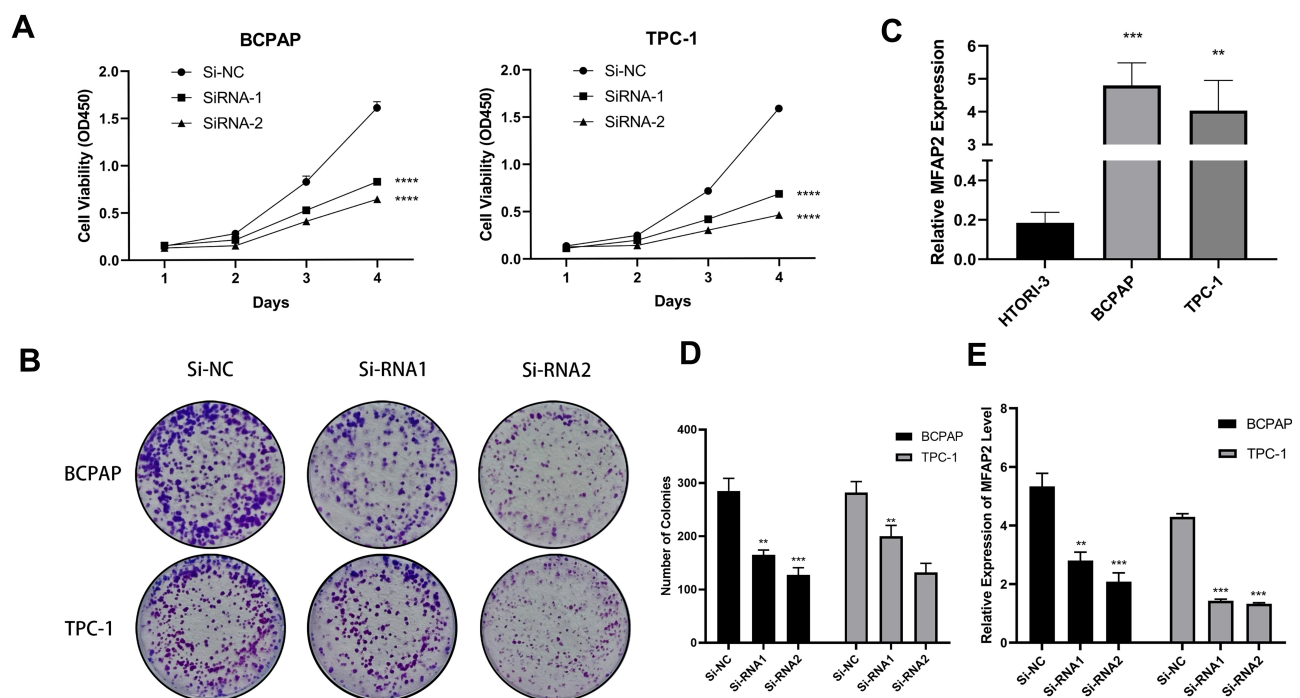 A
BCPAP
Si-NC
SiRNA-1
SiRNA-2
Cell Viability (OD450)
2.0
1.5
1.0
0.5
0.0
****
****
1 2 3 4
Days
TPC-1
Si-NC
SiRNA-1
SiRNA-2
Cell Viability (OD450)
2.0
1.5
1.0
0.5
0.0
****
****
1 2 3 4
Days
C
Relative MFAP2 Expression
6
5
4
3
0.4
0.2
0.0
***
**
HTORI-3
BCPAP
TPC-1
B
Si-NC Si-RNA1 Si-RNA2
BCPAP
TPC-1
D
BCPAP
TPC-1
Number of Colonies
400
300
200
100
0
** *** **
Si-NC Si-RNA1 Si-RNA2 Si-NC Si-RNA1 Si-RNA2
E
BCPAP
TPC-1
Relative Expression of MFAP2 Level
8
6
4
2
0
** *** *** ***
Si-NC Si-RNA1 Si-RNA2 Si-NC Si-RNA1 Si-RNA2